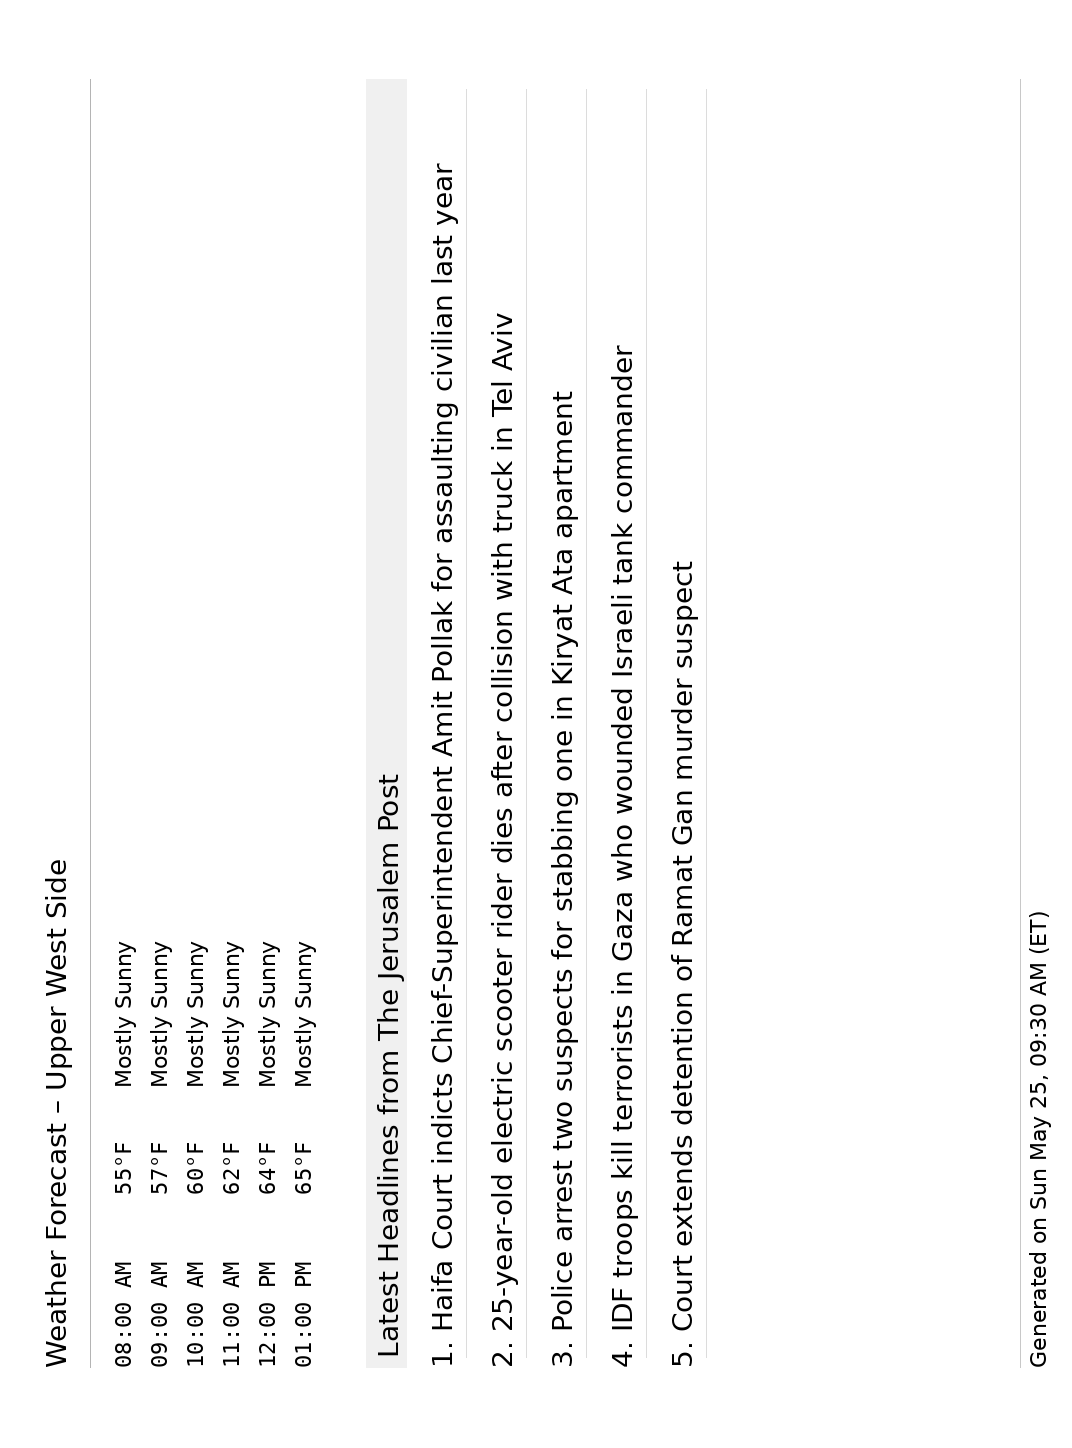 Weather Forecast – Upper West Side
08:00 AM 55°F Mostly Sunny
09:00 AM 57°F Mostly Sunny
10:00 AM 60°F Mostly Sunny
11:00 AM 62°F Mostly Sunny
12:00 PM 64°F Mostly Sunny
01:00 PM 65°F Mostly Sunny
Latest Headlines from The Jerusalem Post
1. Haifa Court indicts Chief-Superintendent Amit Pollak for assaulting civilian last year
2. 25-year-old electric scooter rider dies after collision with truck in Tel Aviv
3. Police arrest two suspects for stabbing one in Kiryat Ata apartment
4. IDF troops kill terrorists in Gaza who wounded Israeli tank commander
5. Court extends detention of Ramat Gan murder suspect
Generated on Sun May 25, 09:30 AM (ET)